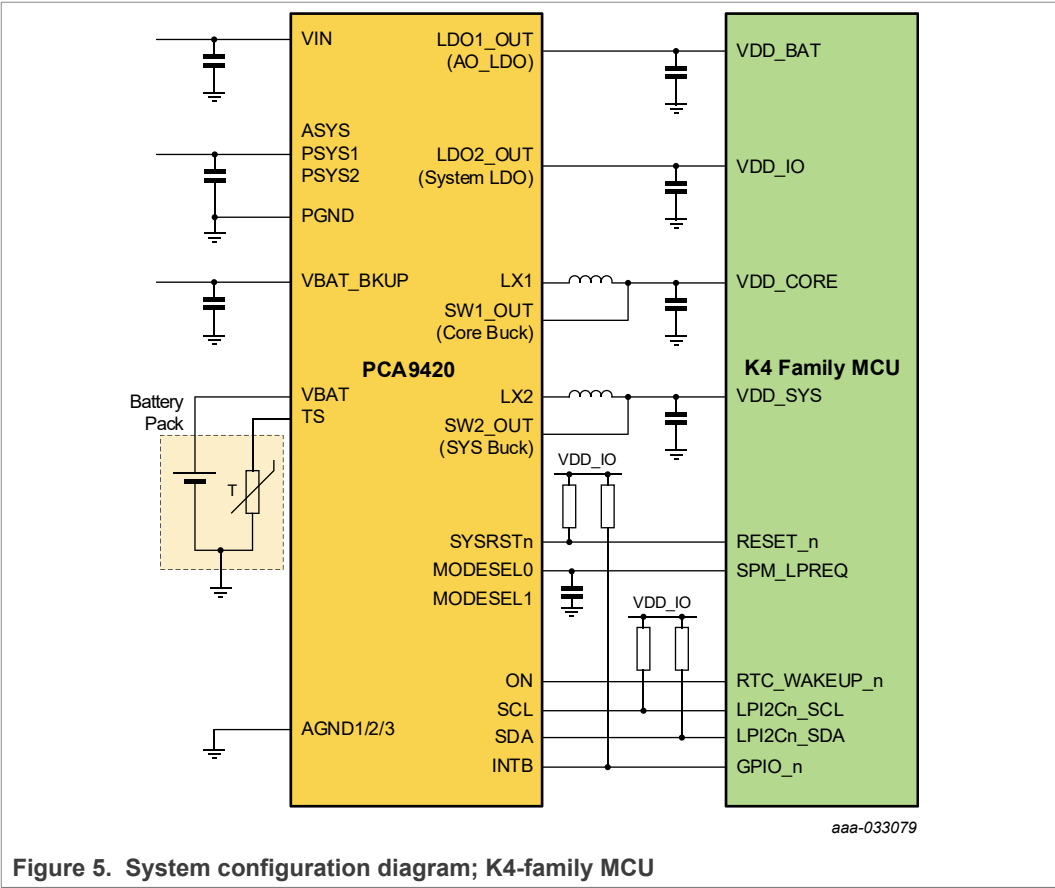 VIN
ASYS
PSYS1
PSYS2
PGND
VBAT_BKUP
VBAT
TS
AGND1/2/3
Battery
Pack
T
PCA9420
LDO1_OUT
(AO_LDO)
LDO2_OUT
(System LDO)
LX1
SW1_OUT
(Core Buck)
LX2
SW2_OUT
(SYS Buck)
SYSRSTn
MODESEL0
MODESEL1
ON
SCL
SDA
INTB
VDD_IO
VDD_IO
VDD_BAT
VDD_IO
VDD_CORE
K4 Family MCU
VDD_SYS
RESET_n
SPM_LPREQ
RTC_WAKEUP_n
LPI2Cn_SCL
LPI2Cn_SDA
GPIO_n
aaa-033079
Figure 5. System configuration diagram; K4-family MCU